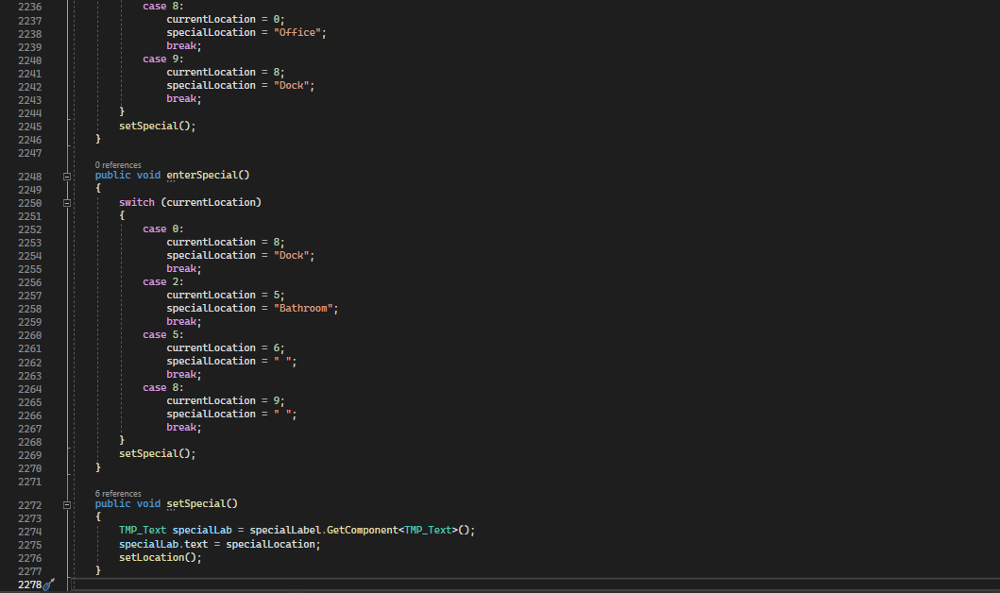 2236 case 8:
2237 currentLocation = 0;
2238 specialLocation = "Office";
2239 break;
2240 case 9:
2241 currentLocation = 8;
2242 specialLocation = "Dock";
2243 break;
2244 }
2245 setSpecial();
2246 }
2247
0 references
2248 public void enterSpecial()
2249 {
2250 switch (currentLocation)
2251 {
2252 case 0:
2253 currentLocation = 8;
2254 specialLocation = "Dock";
2255 break;
2256 case 2:
2257 currentLocation = 5;
2258 specialLocation = "Bathroom";
2259 break;
2260 case 5:
2261 currentLocation = 6;
2262 specialLocation = " ";
2263 break;
2264 case 8:
2265 currentLocation = 9;
2266 specialLocation = " ";
2267 break;
2268 }
2269 setSpecial();
2270 }
2271
6 references
2272 public void setSpecial()
2273 {
2274 TMP_Text specialLab = specialLabel.GetComponent<TMP_Text>();
2275 specialLab.text = specialLocation;
2276 setLocation();
2277 }
2278